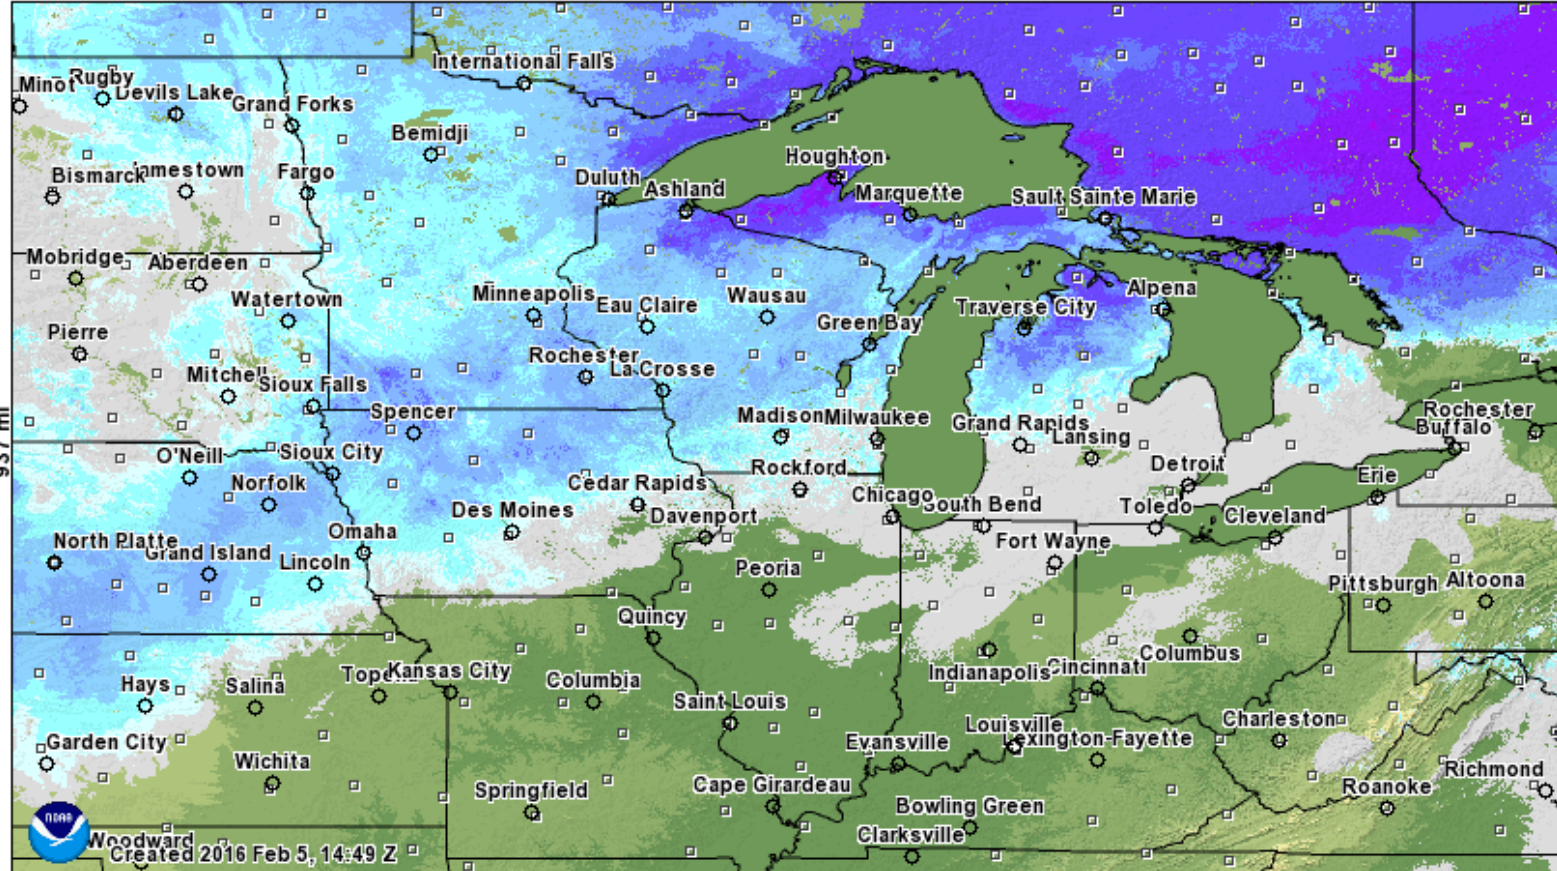 International Falls
Minot
Rugby
Devils Lake
Grand Forks
Bemidji
Houghton
Bismarck
Jamestown
Fargo
Duluth
Ashland
Marquette
Sault Sainte Marie
Mobridge
Aberdeen
Watertown
Minneapolis
Eau Claire
Wausau
Green Bay
Traverse City
Alpena
Pierre
Mitchell
Sioux Falls
Rochester
La Crosse
Spencer
Madison
Milwaukee
Grand Rapids
Lansing
Rochester
Buffalo
937 mi
O'Neill
Sioux City
Norfolk
Cedar Rapids
Rockford
Chicago
South Bend
Detroit
Toledo
Erie
Cleveland
Des Moines
Davenport
North Platte
Grand Island
Omaha
Lincoln
Peoria
Fort Wayne
Pittsburgh
Altoona
Quincy
Indianapolis
Cincinnati
Columbus
Hays
Salina
Topeka
Kansas City
Columbia
Saint Louis
Louisville
Charleston
Garden City
Wichita
Evansville
Lexington-Fayette
Springfield
Cape Girardeau
Bowling Green
Clarksville
Roanoke
Richmond
NOAA
Woodward
Created 2016 Feb 5, 14:49 Z